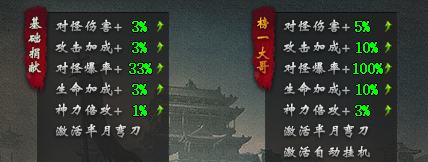 基础捐献
对怪伤害+ 3%
攻击加成+ 3%
对怪爆率+ 33%
生命加成+ 3%
神力倍攻+ 1%
激活半月弯刀
榜一大哥
对怪伤害+ 5%
攻击加成+ 10%
对怪爆率+ 100%
生命加成+ 10%
神力倍攻+ 3%
激活半月弯刀
激活自动挂机